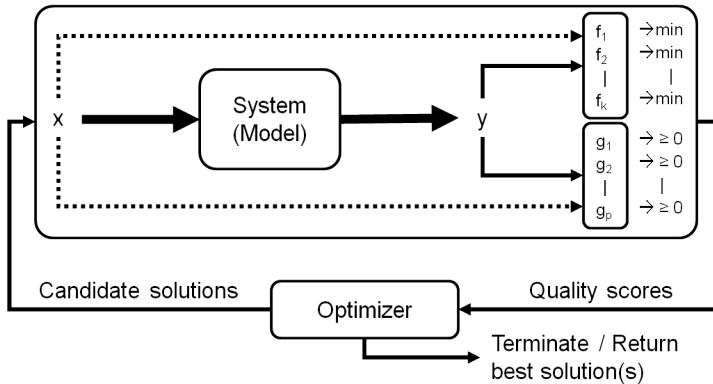 f1 →min
f2 →min
| |
fk →min
x
System
(Model)
y
g1 →≥ 0
g2 →≥ 0
| |
gp →≥ 0
Candidate solutions
Optimizer
Quality scores
Terminate / Return
best solution(s)